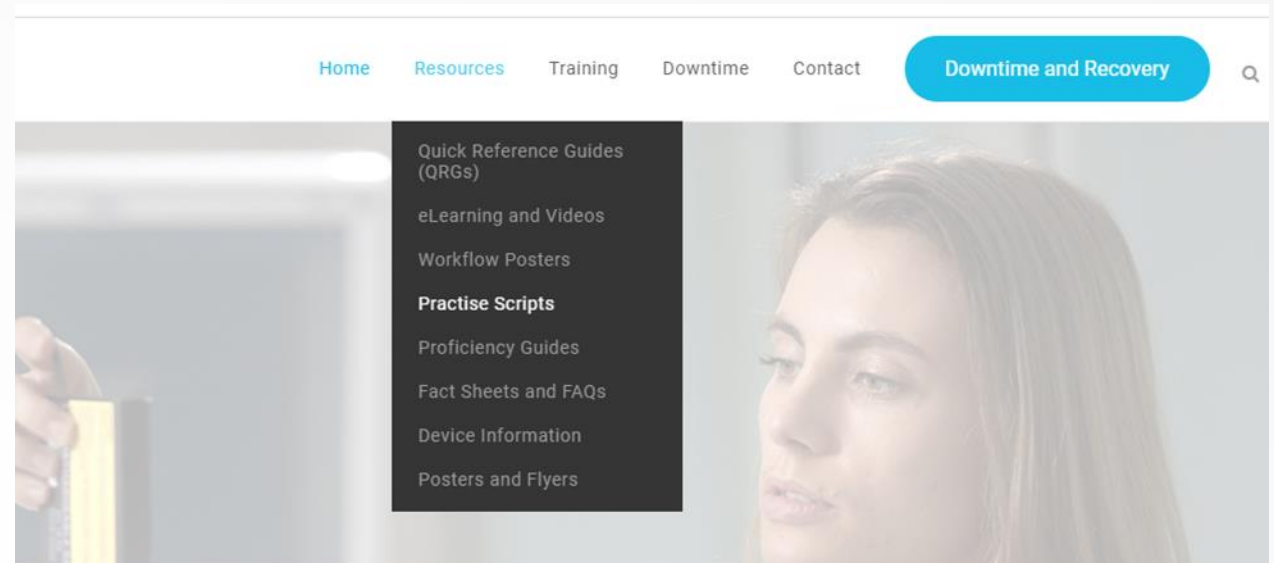 Home Resources Training Downtime Contact Downtime and Recovery
Quick Reference Guides
(QRGs)
eLearning and Videos
Workflow Posters
Practise Scripts
Proficiency Guides
Fact Sheets and FAQs
Device Information
Posters and Flyers